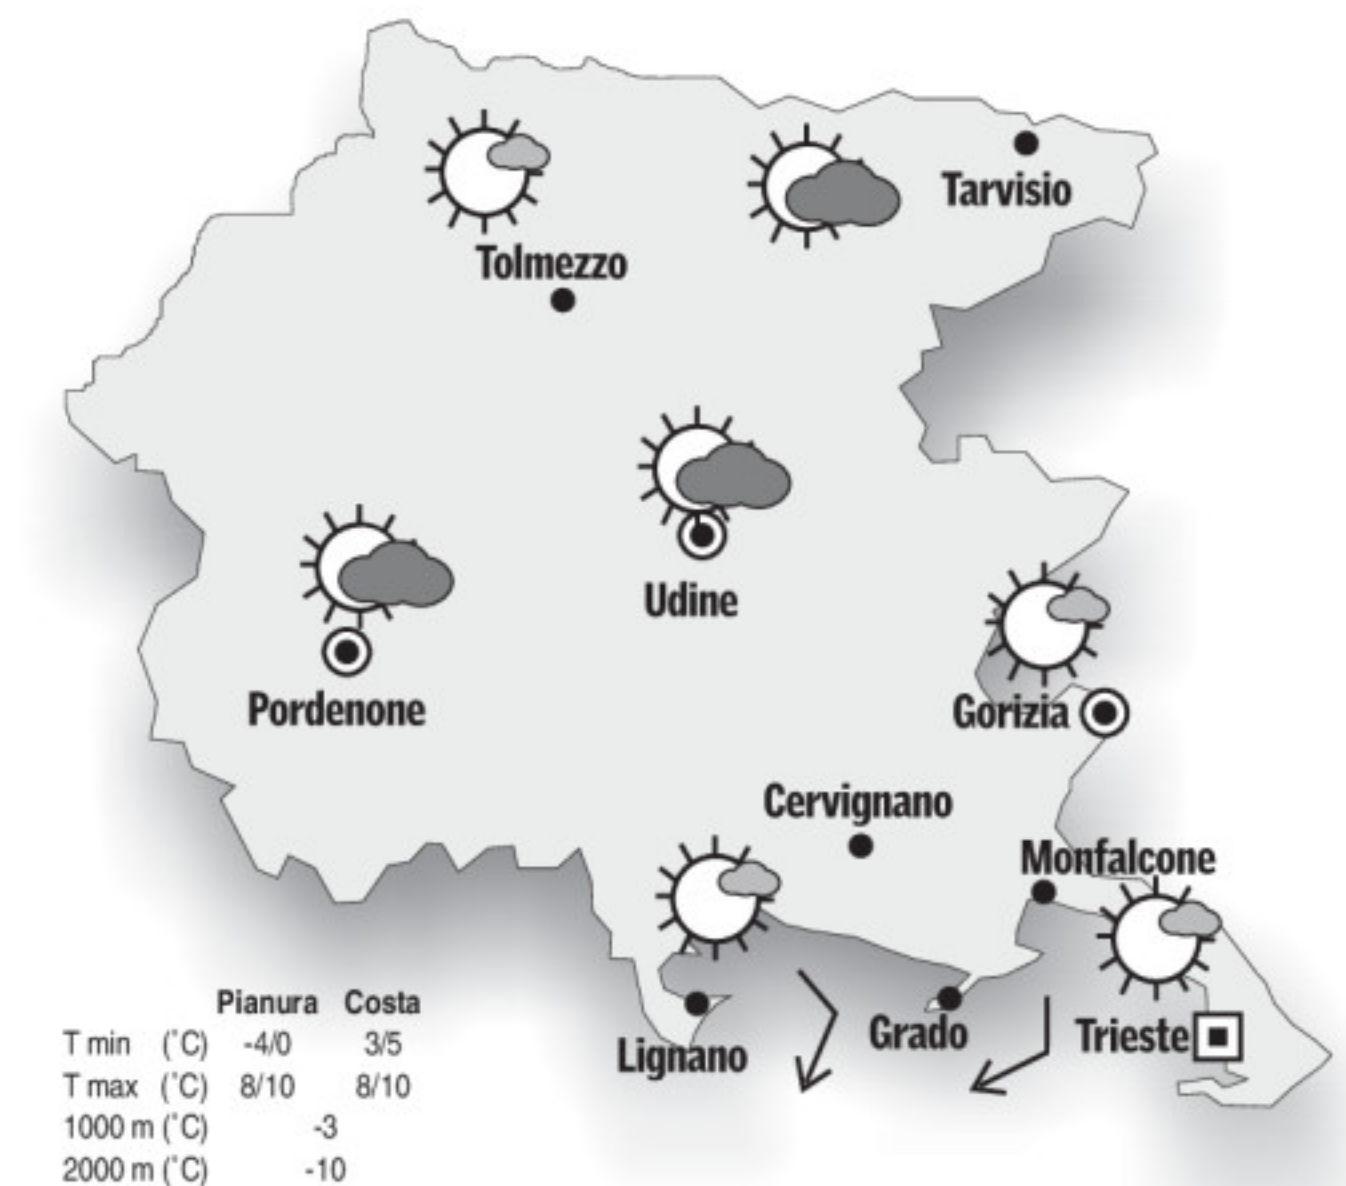 Tarvisio
Tolmezzo
Udine
Pordenone
Gorizia
Cervignano
Monfalcone
Grado
Trieste
Lignano
Pianura Costa
T min (˚C) -4/0 3/5
T max (˚C) 8/10 8/10
1000 m (˚C) -3
2000 m (˚C) -10